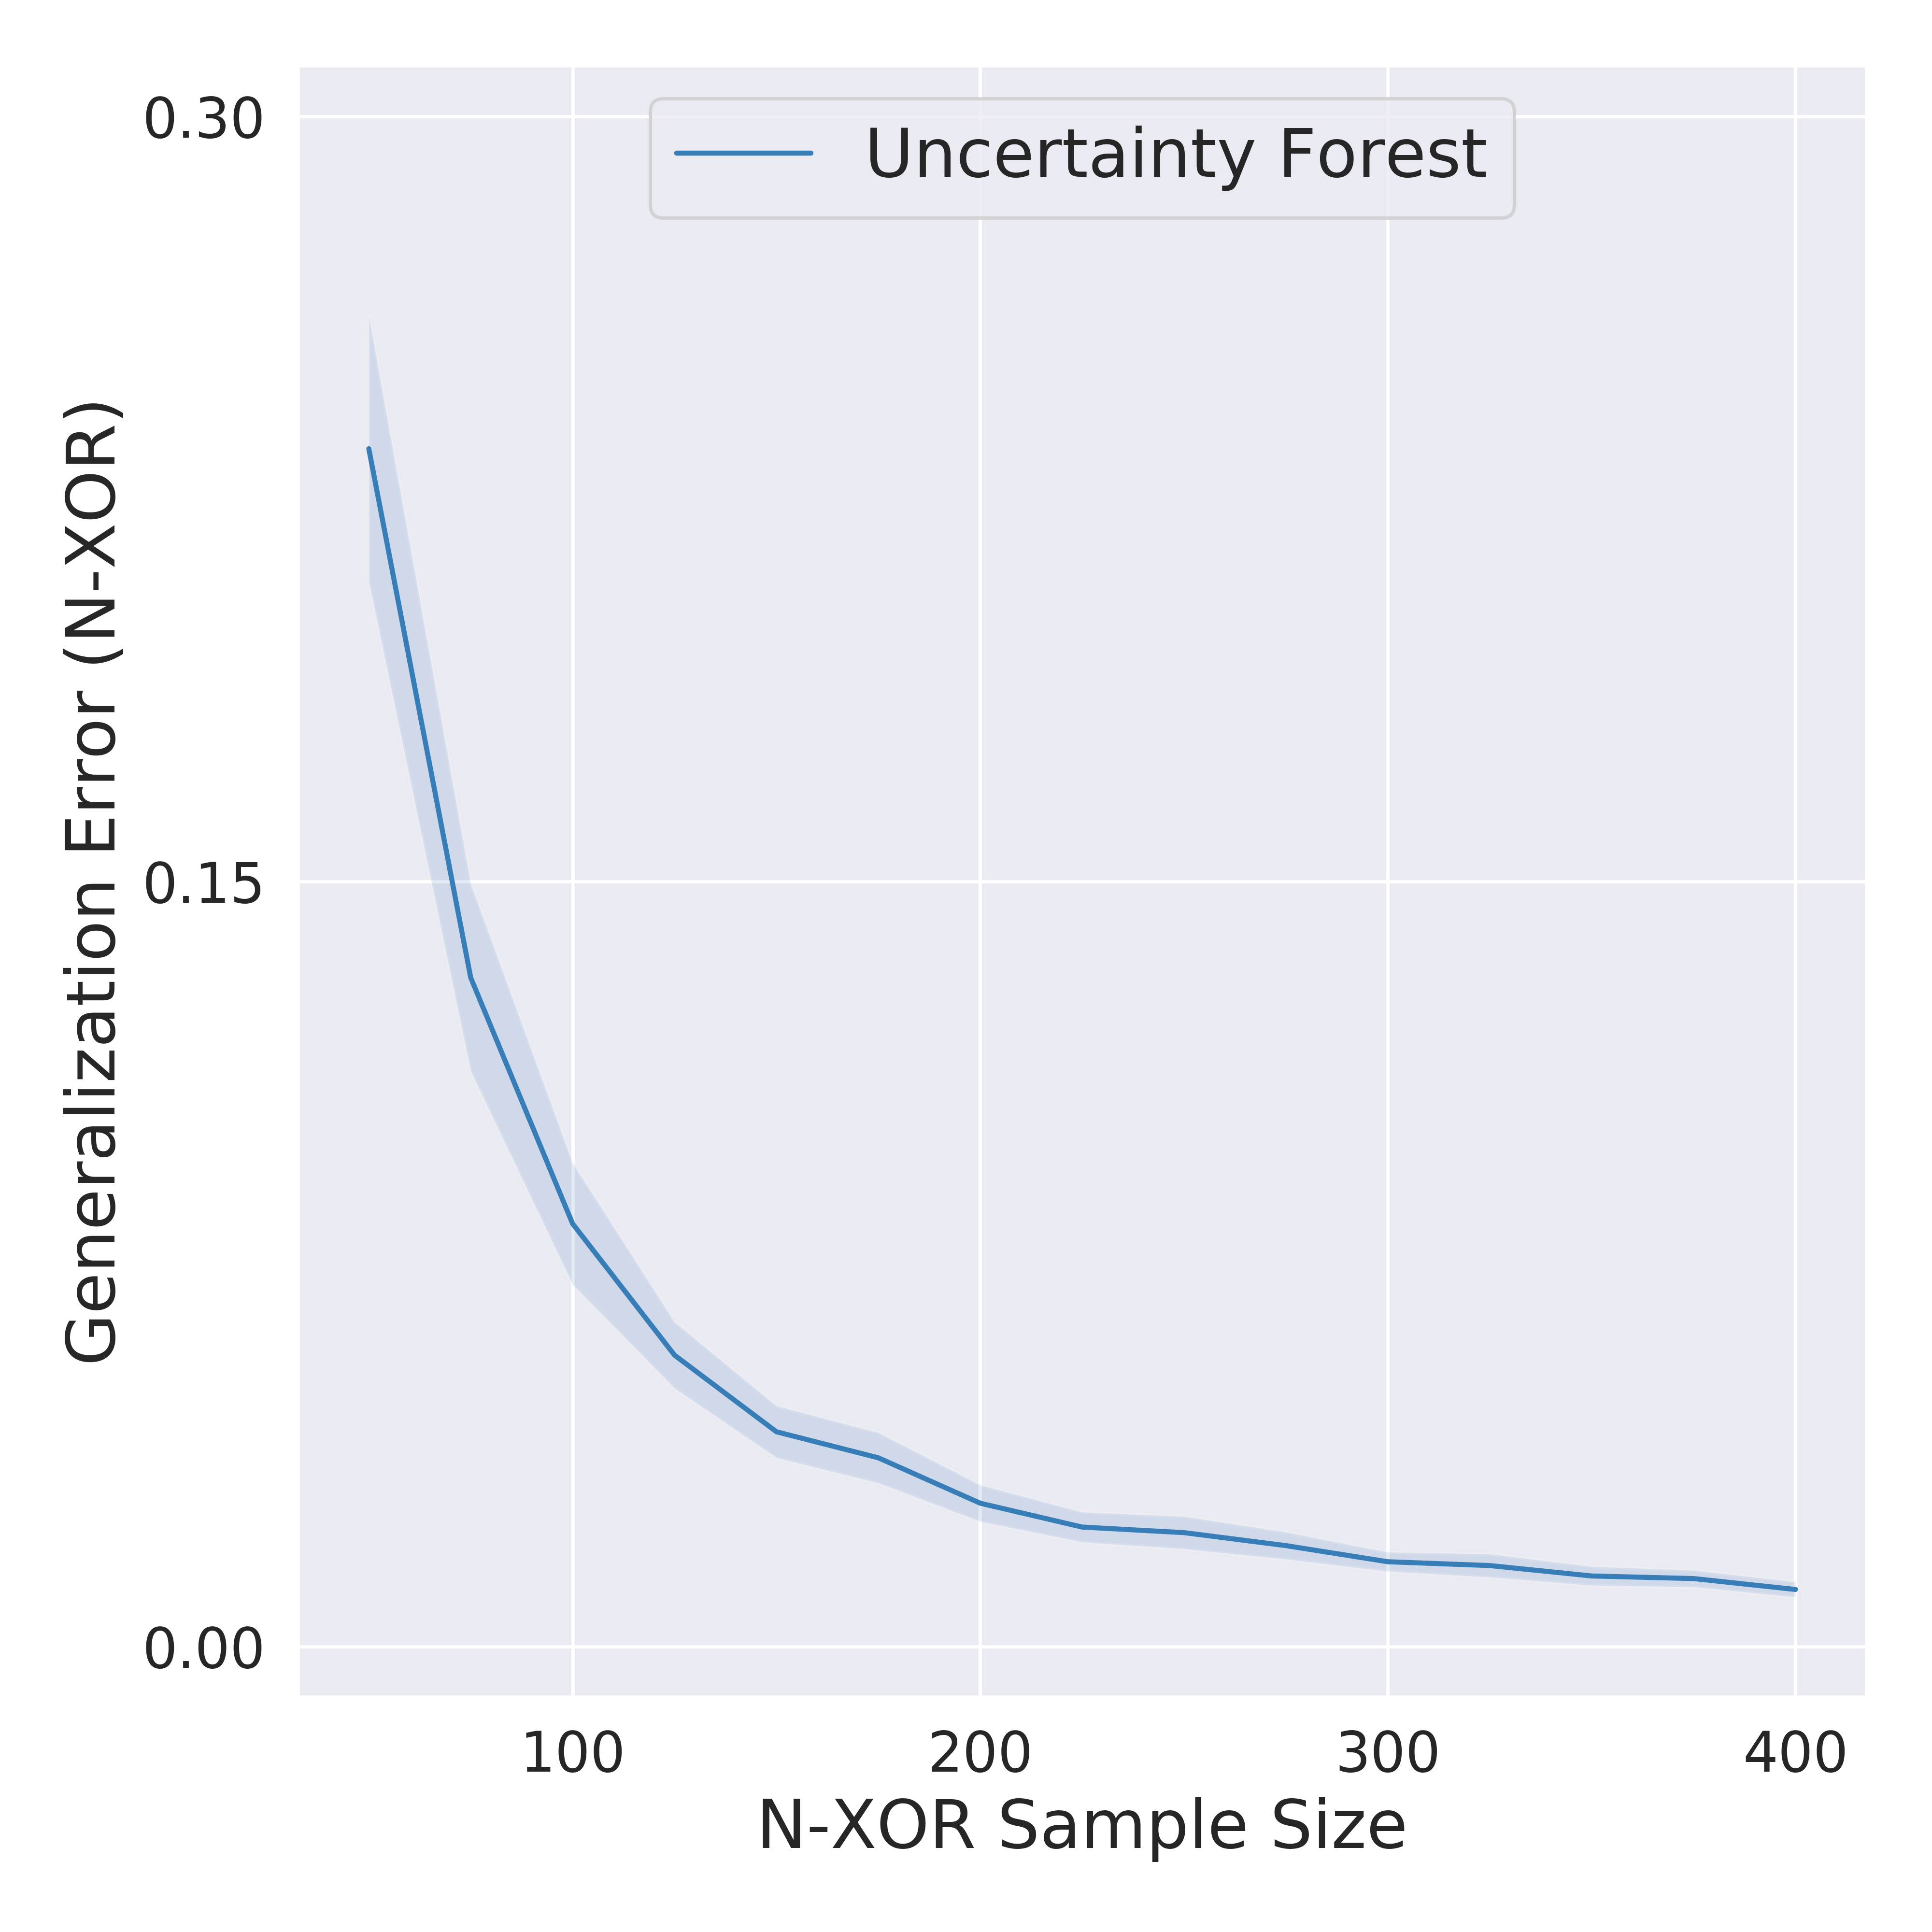 Uncertainty Forest
Generalization Error (N-XOR)
0.30
0.15
0.00
100 200 300 400
N-XOR Sample Size